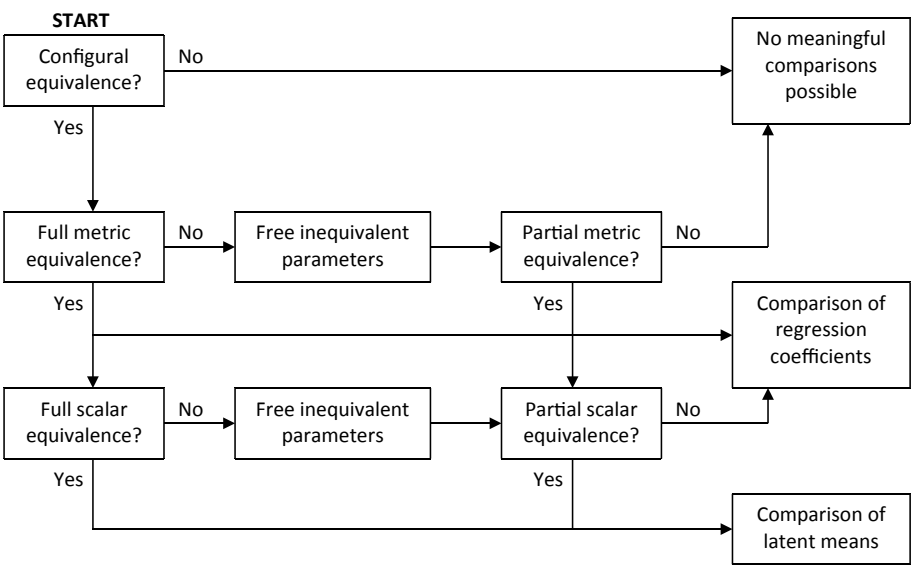 START
Configural
equivalence?
No
No meaningful
comparisons
possible
Yes
Full metric
equivalence?
No
Free inequivalent
parameters
Partial metric
equivalence?
No
Yes
Yes
Comparison of
regression
coefficients
Full scalar
equivalence?
No
Free inequivalent
parameters
Partial scalar
equivalence?
No
Yes
Yes
Comparison of
latent means